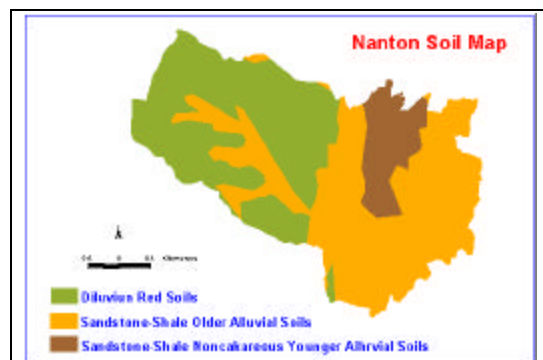 Nanton Soil Map
Diluviun Red Soils
Sandstone-Shale Older Alluvial Soils
Sandstone-Shale Noncakareous Younger Alhrvial Soils